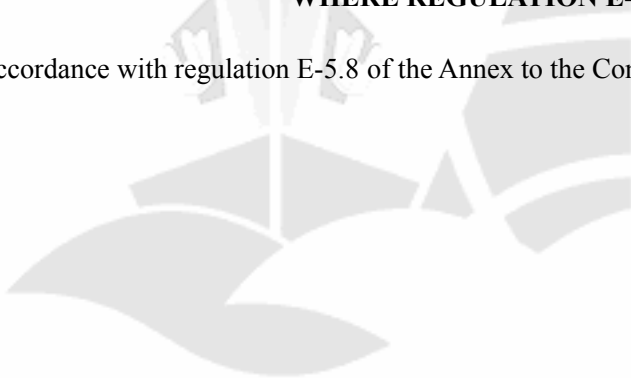 WHERE REGULATION E-
ccordance with regulation E-5.8 of the Annex to the Con